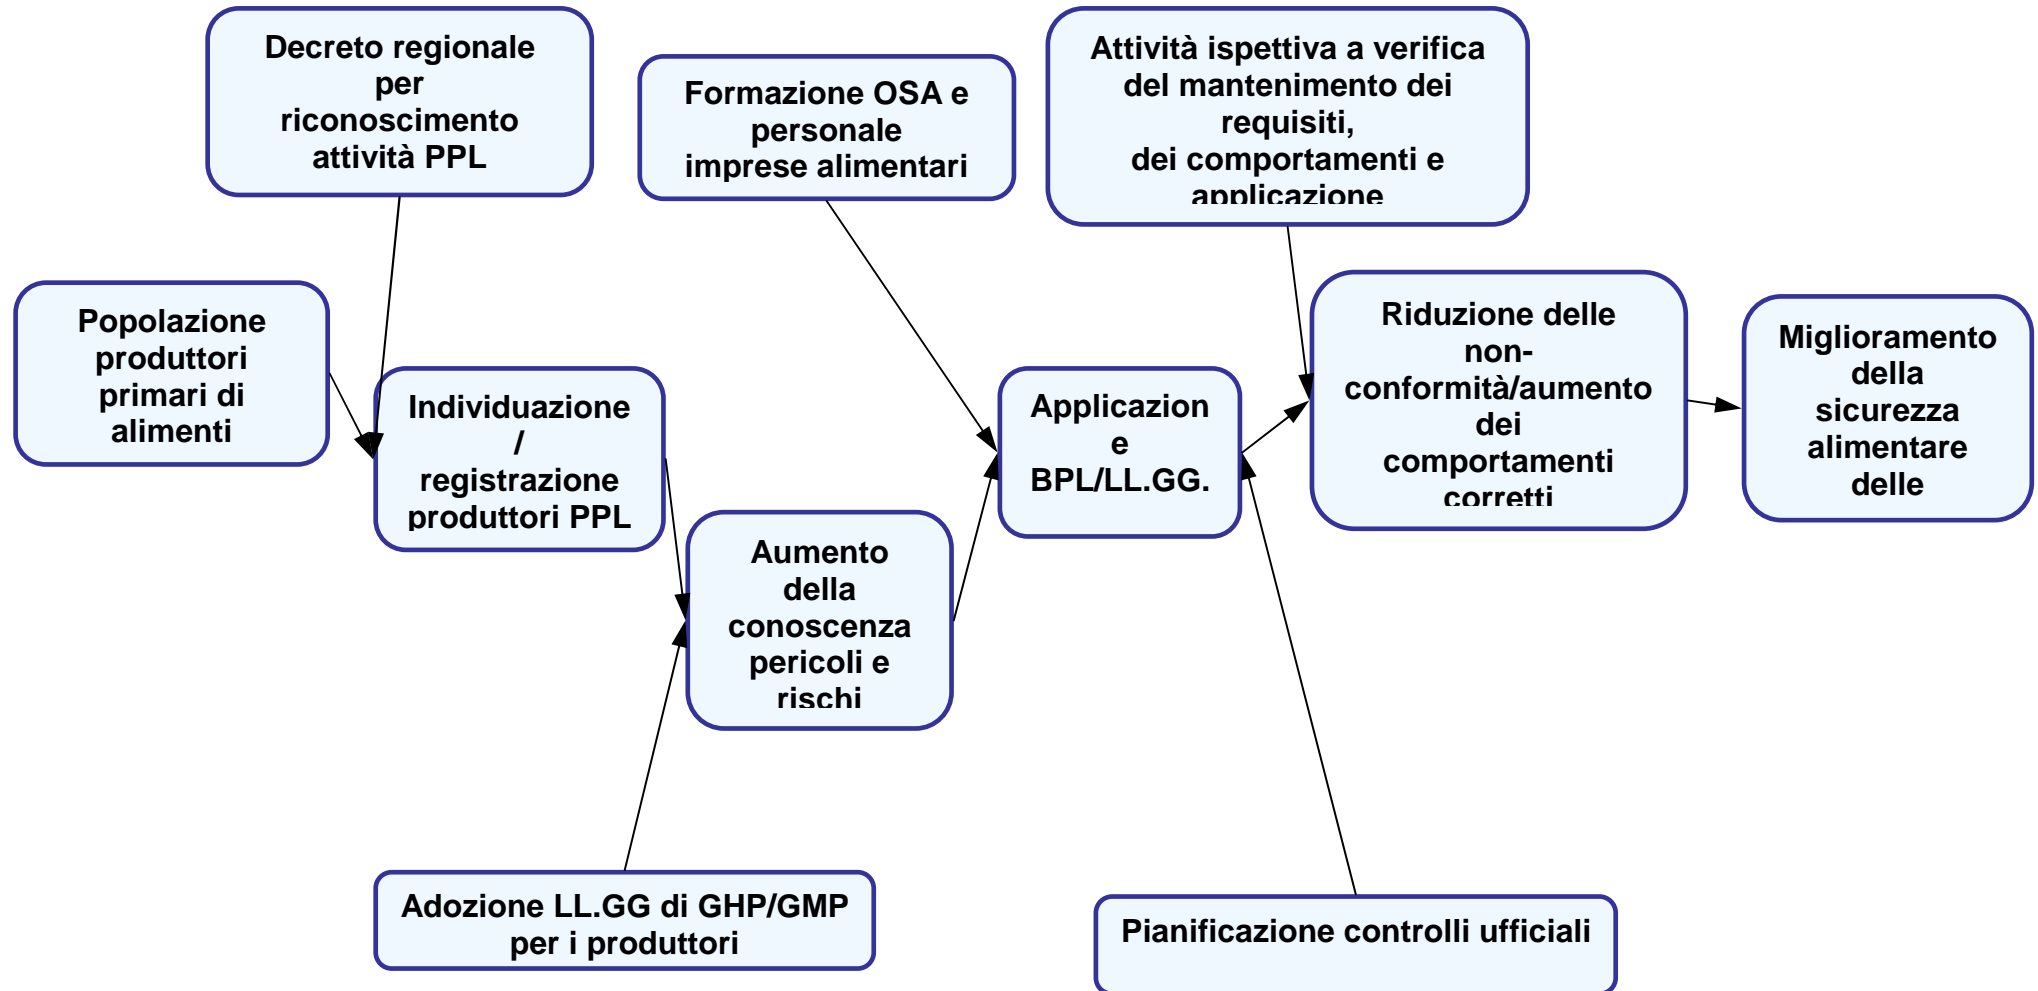 Decreto regionale
per
riconoscimento
attività PPL
Formazione OSA e
personale
imprese alimentari
Attività ispettiva a verifica
del mantenimento dei
requisiti,
dei comportamenti e
applicazione
Popolazione
produttori
primari di
alimenti
Individuazione
/
registrazione
produttori PPL
Aumento
della
conoscenza
pericoli e
rischi
Applicazion
e
BPL/LL.GG.
Riduzione delle
non-
conformità/aumento
dei
comportamenti
corretti
Miglioramento
della
sicurezza
alimentare
delle
Adozione LL.GG di GHP/GMP
per i produttori
Pianificazione controlli ufficiali